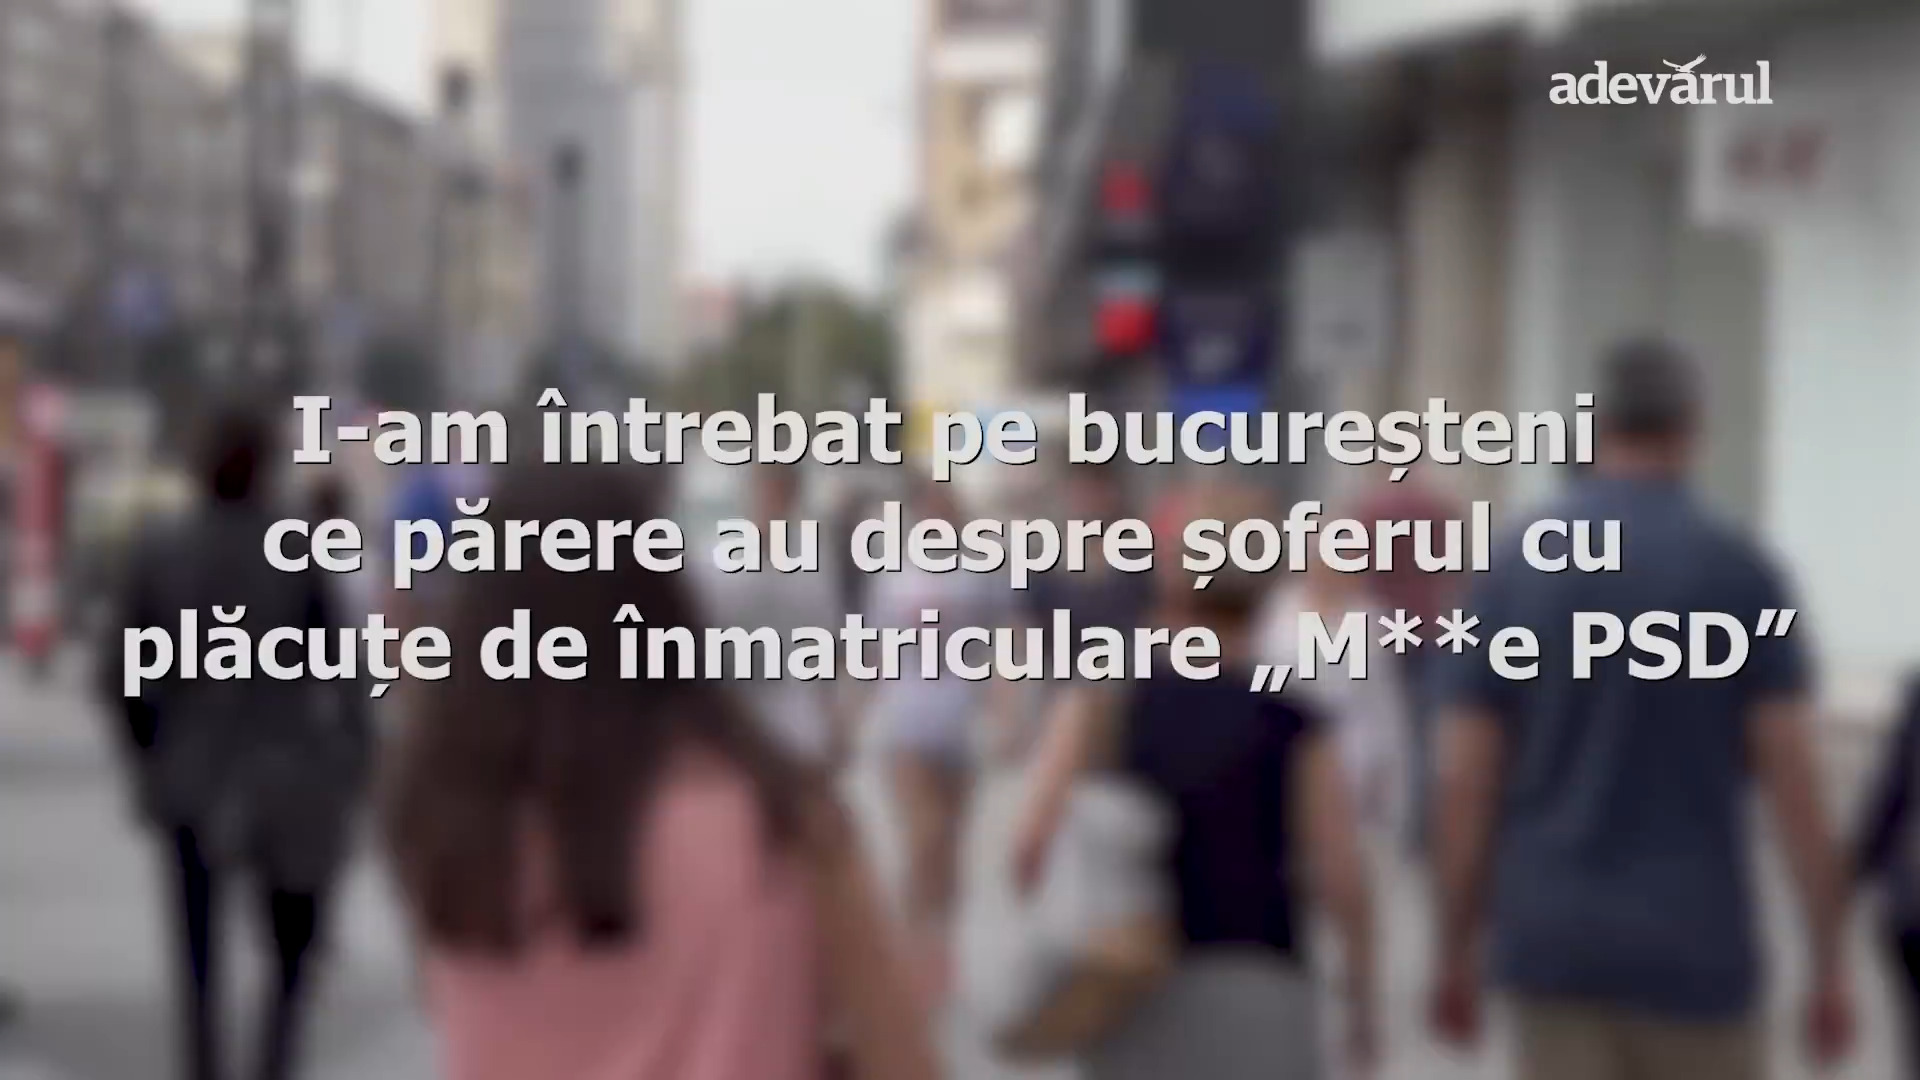 adevărul
I-am întrebat pe bucureșteni
ce părere au despre șoferul cu
plăcuțe de înmatriculare „M**e PSD”